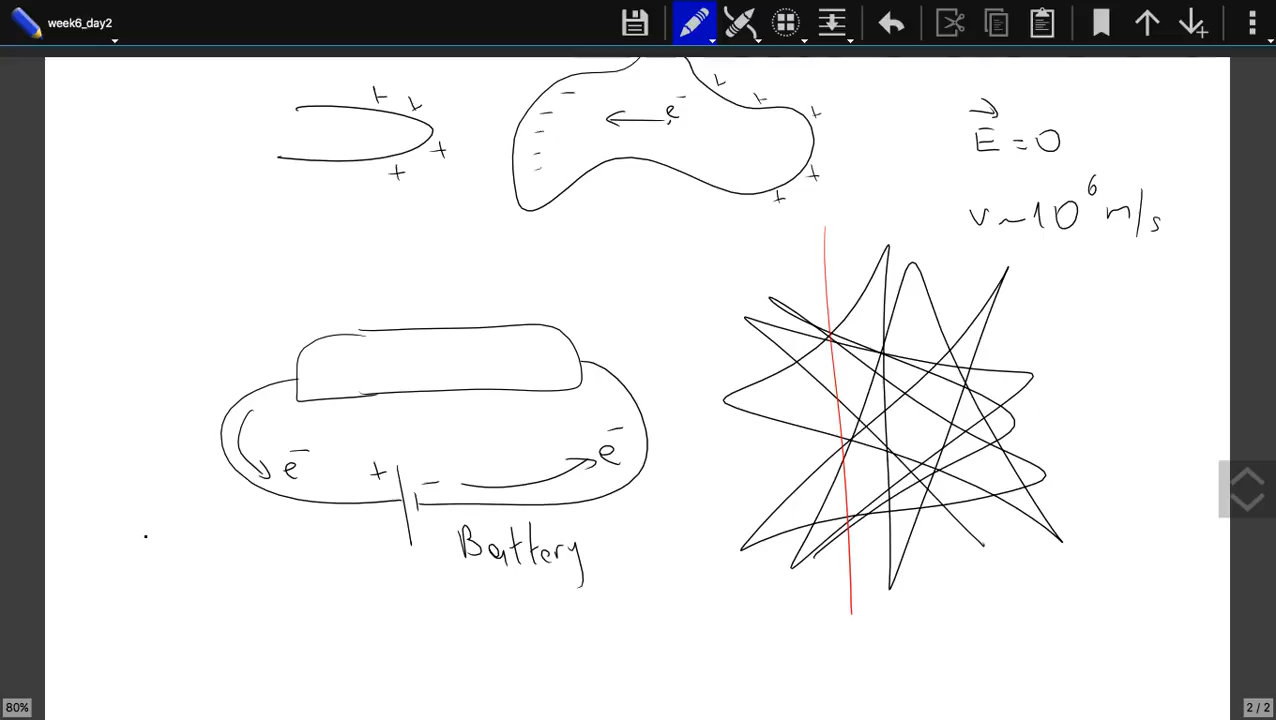 week6_day2
+ +
+
+
- e⁻
-
-
-
-
+ + +
+
+
E⃗ = 0
v ~ 10⁶ m/s
e⁻
+ -
e⁻
Battery
80%
2 / 2